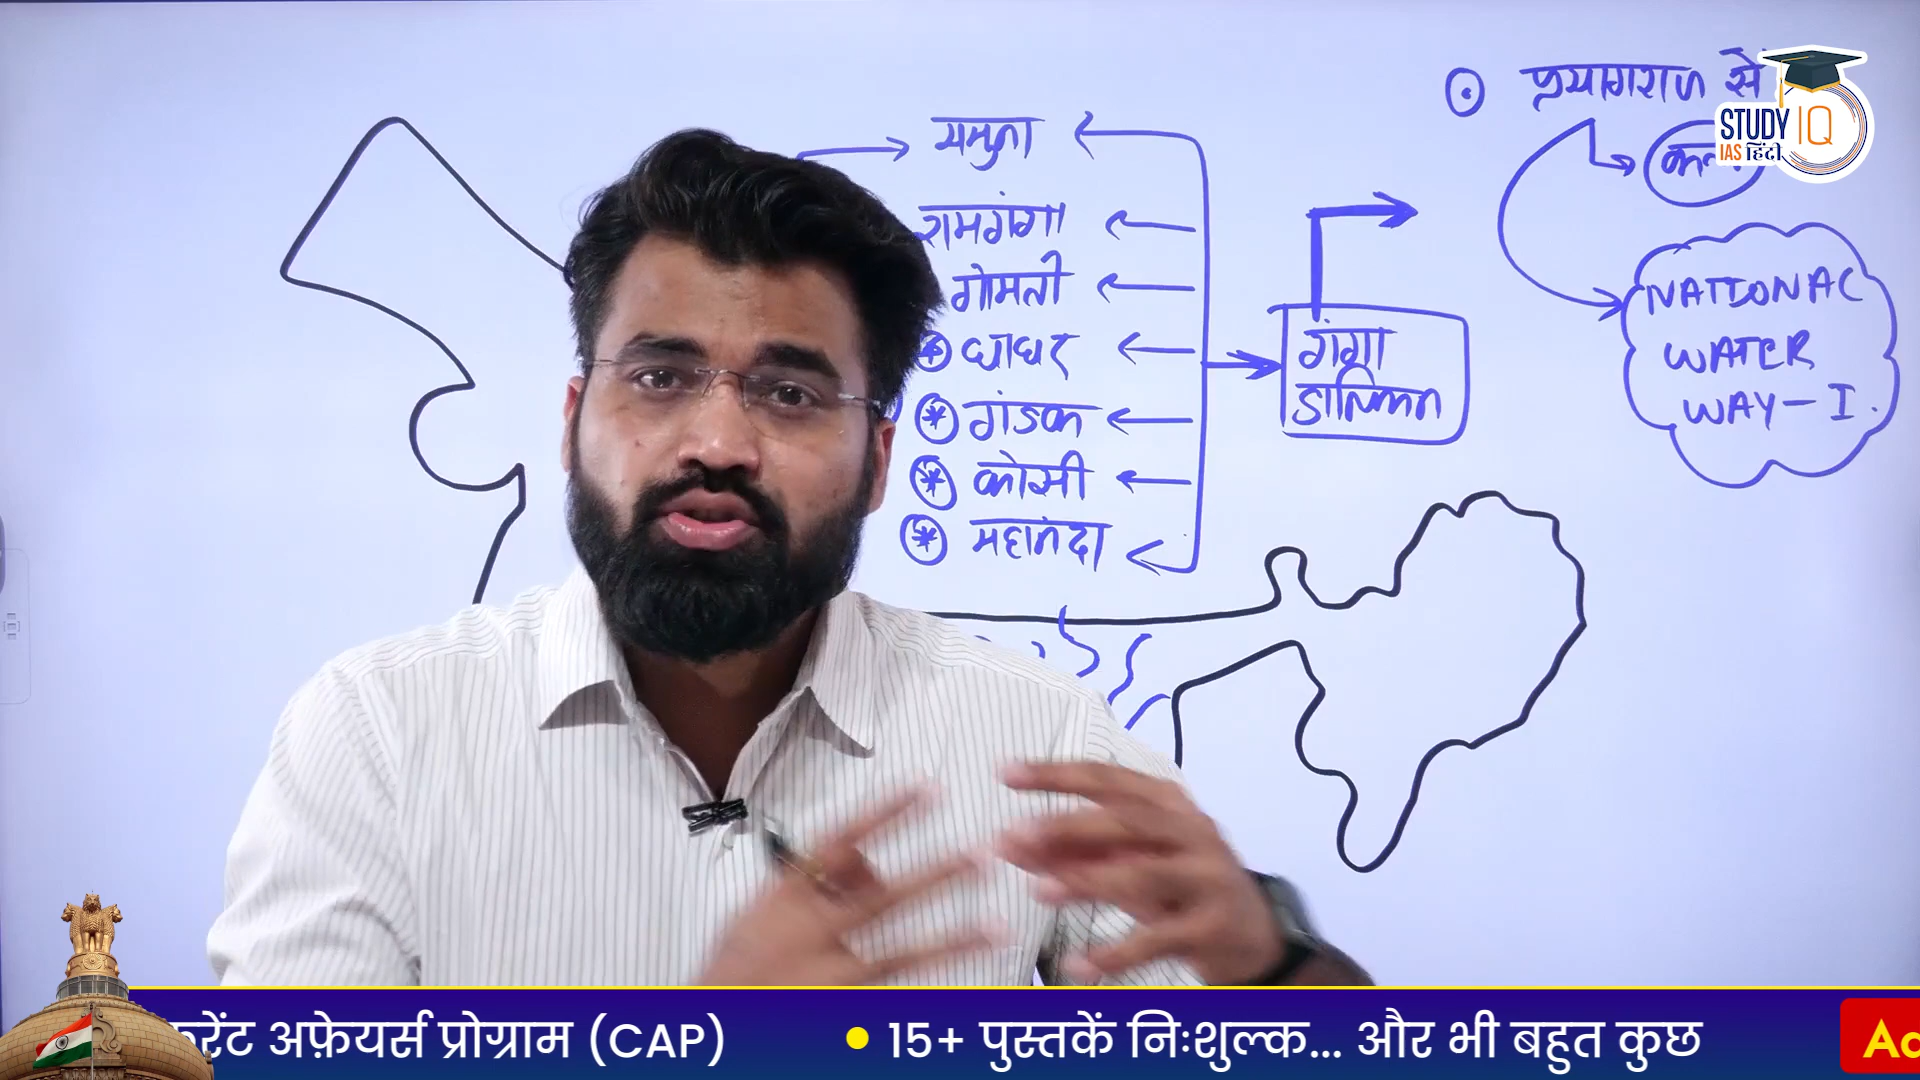 प्रयागराज से
STUDY IQ
IAS हिंदी
NATIONAL
WATER
WAY-I.
यमुना
रामगंगा
गोमती
घाघर
गंडक
कोसी
महानंदा
गंगा
डाल्फिन
करेंट अफ़ेयर्स प्रोग्राम (CAP)
15+ पुस्तकें निःशुल्क... और भी बहुत कुछ